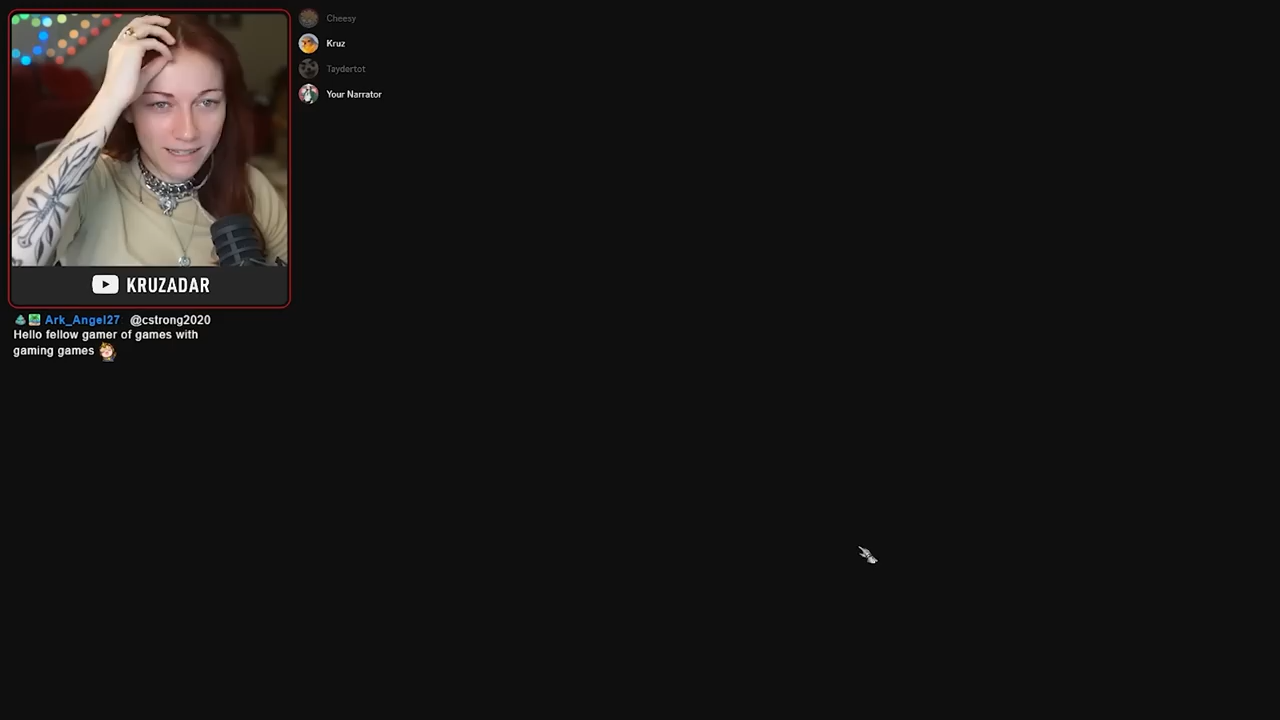 Cheesy
Kruz
Taydertot
Your Narrator
KRUZADAR
Ark_Angel27 @cstrong2020
Hello fellow gamer of games with
gaming games